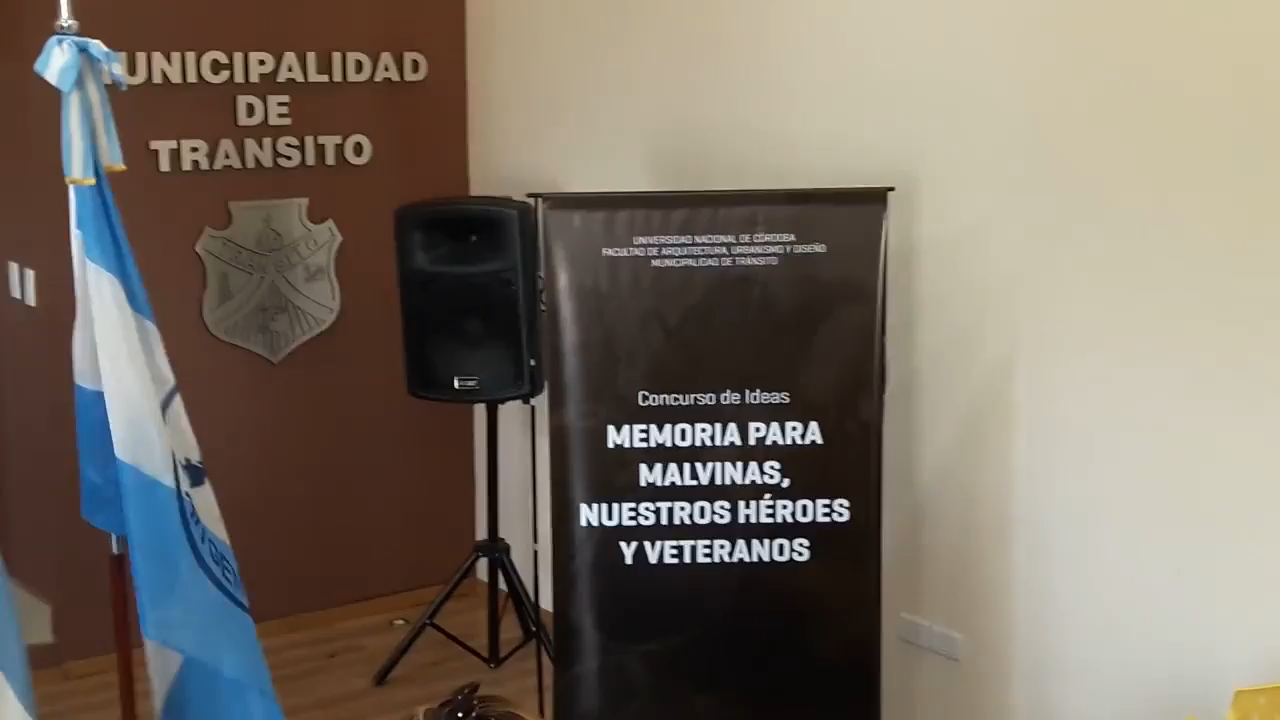 MUNICIPALIDAD
DE
TRANSITO
TRANSITO
UNIVERSIDAD NACIONAL DE CÓRDOBA
FACULTAD DE ARQUITECTURA, URBANISMO Y DISEÑO
MUNICIPALIDAD DE TRÁNSITO
Concurso de Ideas
MEMORIA PARA
MALVINAS,
NUESTROS HÉROES
Y VETERANOS